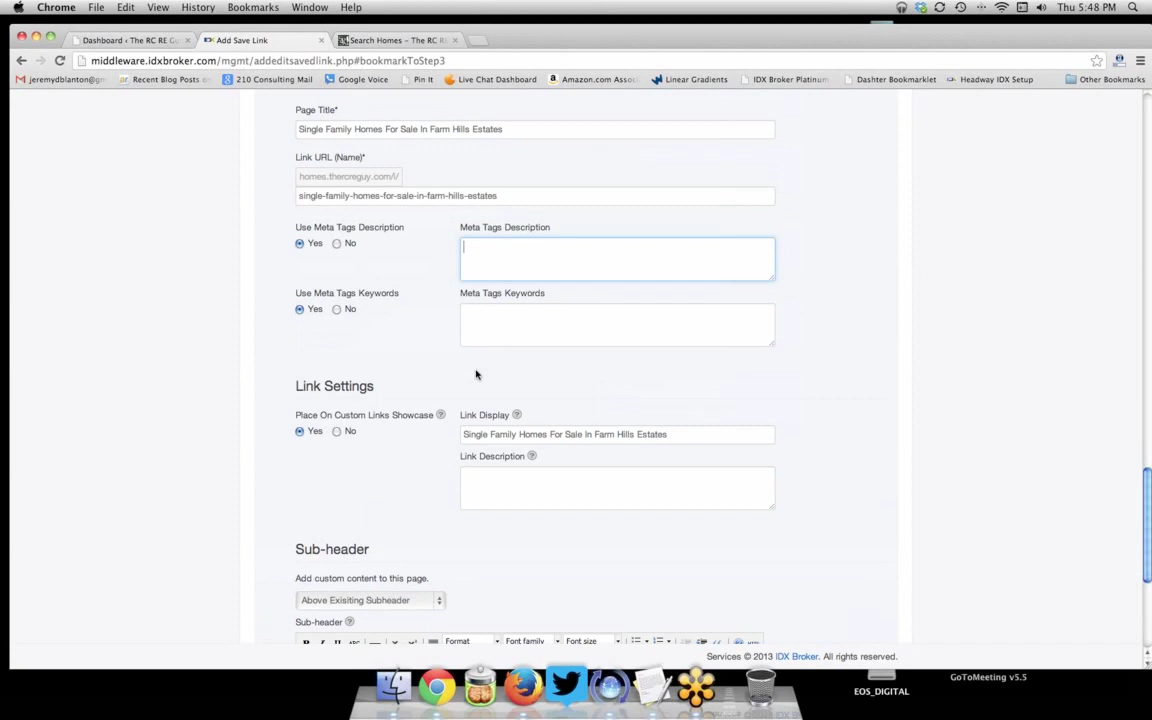 Chrome File Edit View History Bookmarks Window Help Thu 5:48 PM
Dashboard ‹ The RC RE Gu × Add Save Link × Search Homes – The RC R ×
middleware.idxbroker.com/mgmt/addeditsavedlink.php#bookmarkToStep3
jeremydblanton@gm Recent Blog Posts 210 Consulting Mail Google Voice Pin It Live Chat Dashboard Amazon.com Assoc Linear Gradients IDX Broker Platinum Dashter Bookmarklet Headway IDX Setup Other Bookmarks
Page Title*
Single Family Homes For Sale In Farm Hills Estates
Link URL (Name)*
homes.thercreguy.com/i/
single-family-homes-for-sale-in-farm-hills-estates
Use Meta Tags Description Meta Tags Description
Yes No
Use Meta Tags Keywords Meta Tags Keywords
Yes No
Link Settings
Place On Custom Links Showcase ? Link Display ?
Yes No Single Family Homes For Sale In Farm Hills Estates
Link Description ?
Sub-header
Add custom content to this page.
Above Exisiting Subheader
Sub-header ?
B I U ABC Format Font family Font size
Services © 2013 IDX Broker. All rights reserved.
GoToMeeting v5.5
EOS_DIGITAL